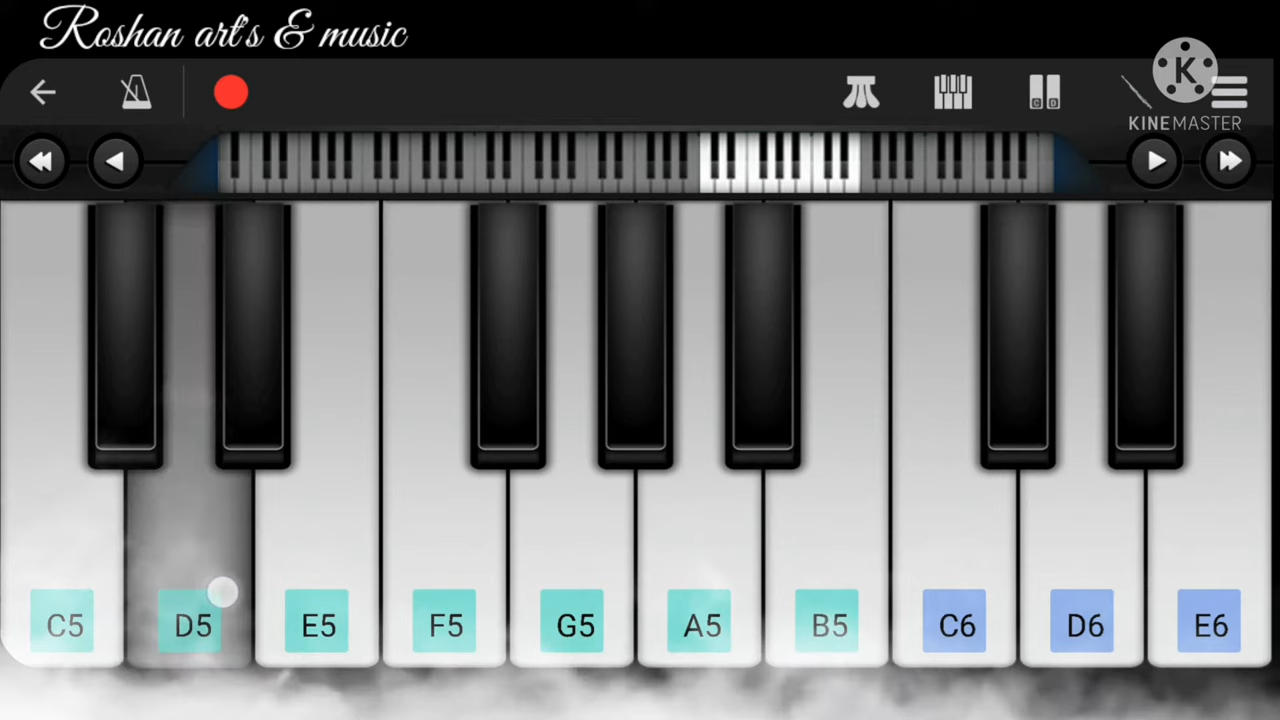 Roshan art's & music
K
KINEMASTER
C D
C5 D5 E5 F5 G5 A5 B5 C6 D6 E6